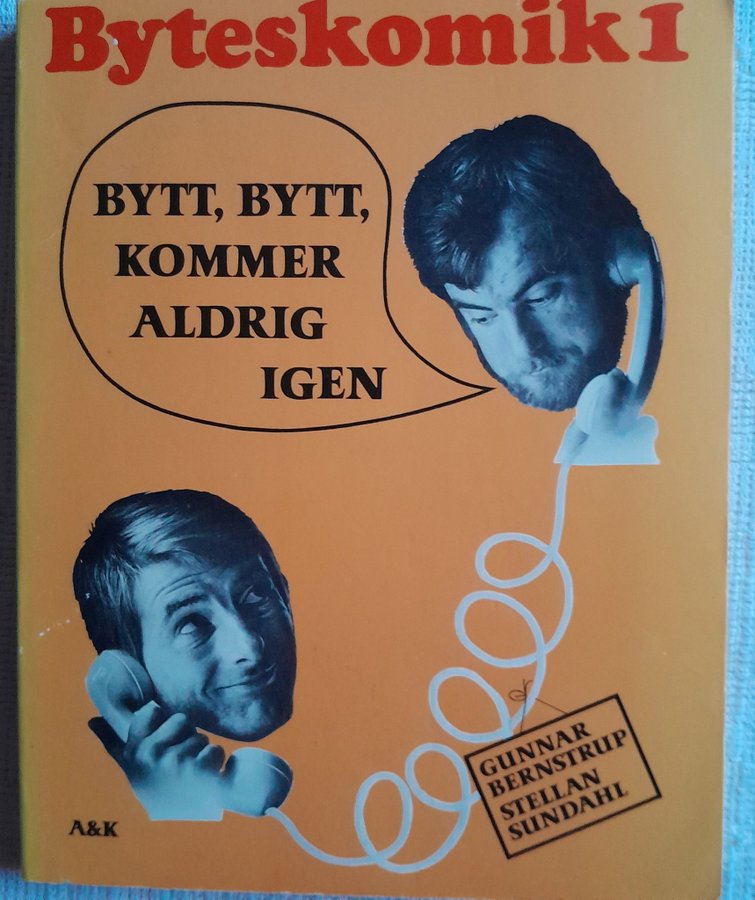 Byteskomik 1
BYTT, BYTT,
KOMMER
ALDRIG
IGEN
GUNNAR
BERNSTRUP
STELLAN
SUNDAHL
A&K